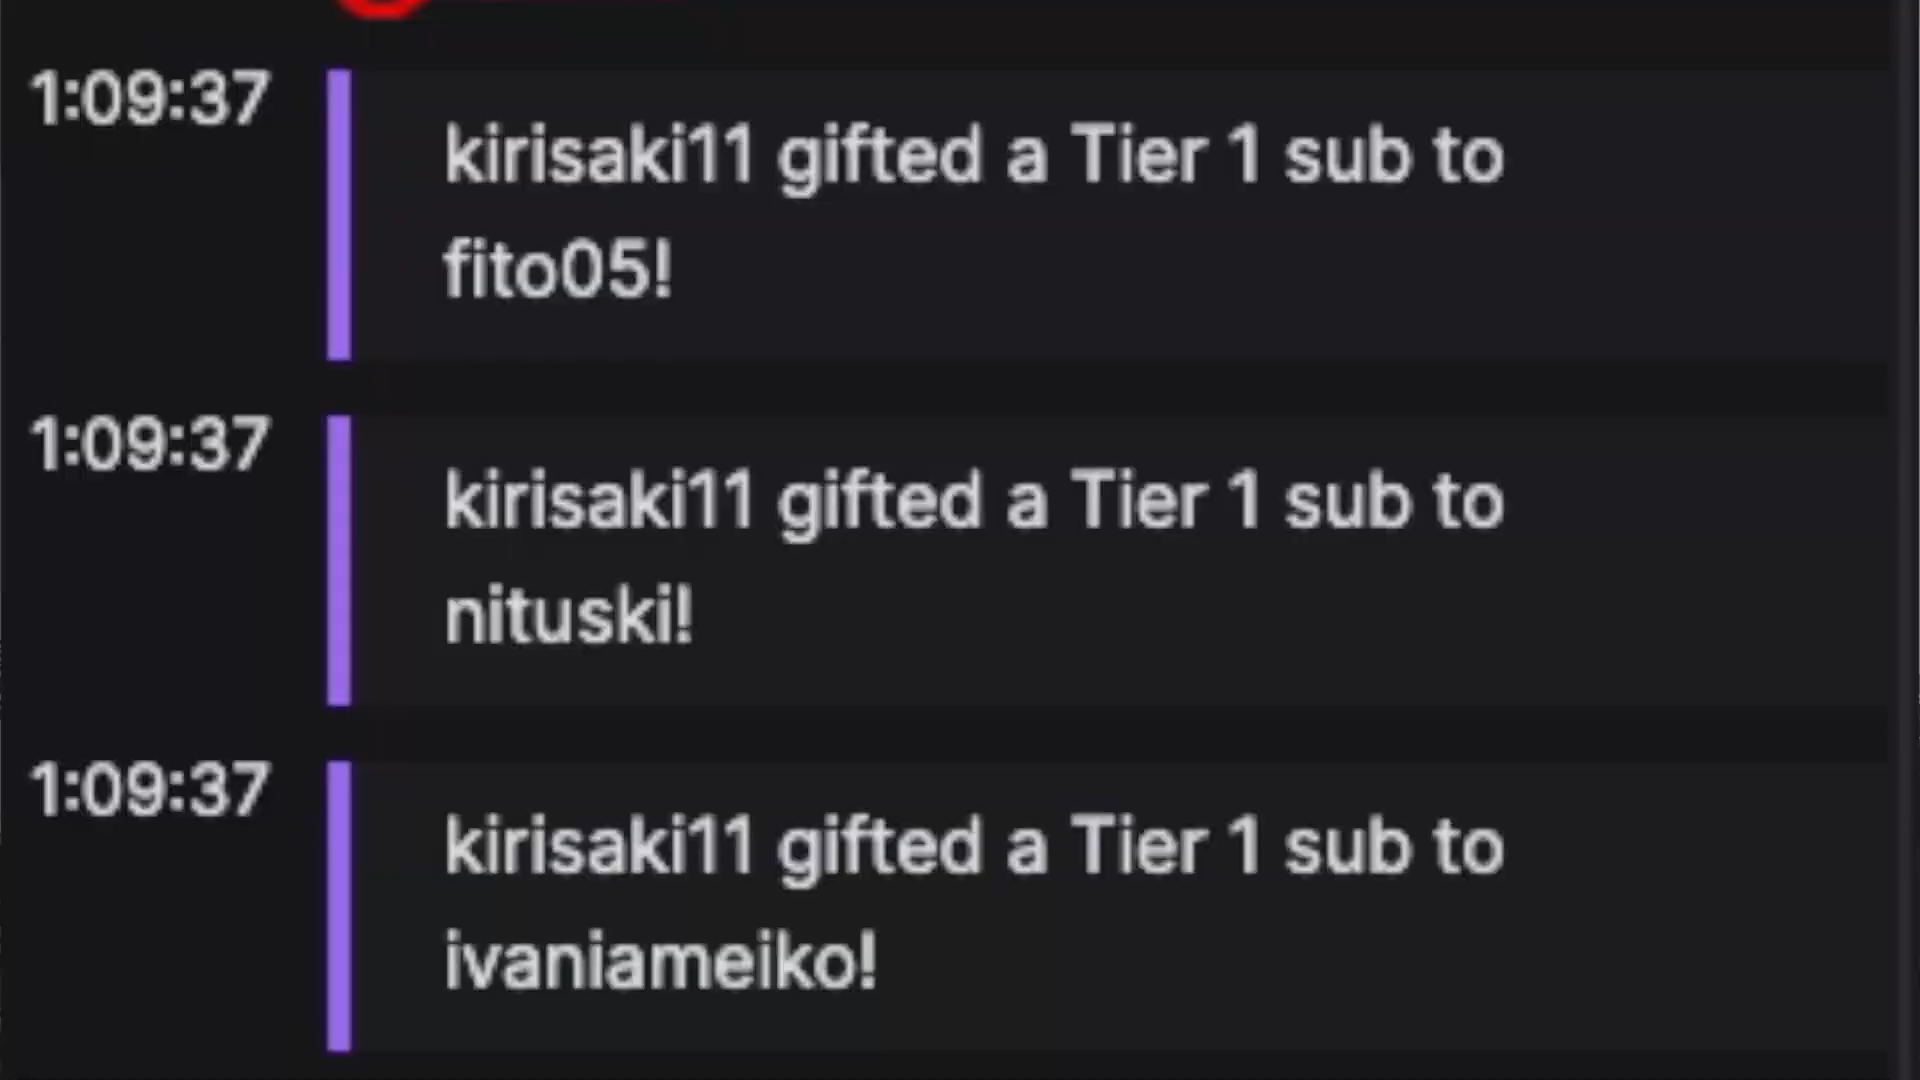 1:09:37
kirisaki11 gifted a Tier 1 sub to
fito05!
1:09:37
kirisaki11 gifted a Tier 1 sub to
nituski!
1:09:37
kirisaki11 gifted a Tier 1 sub to
ivaniameiko!